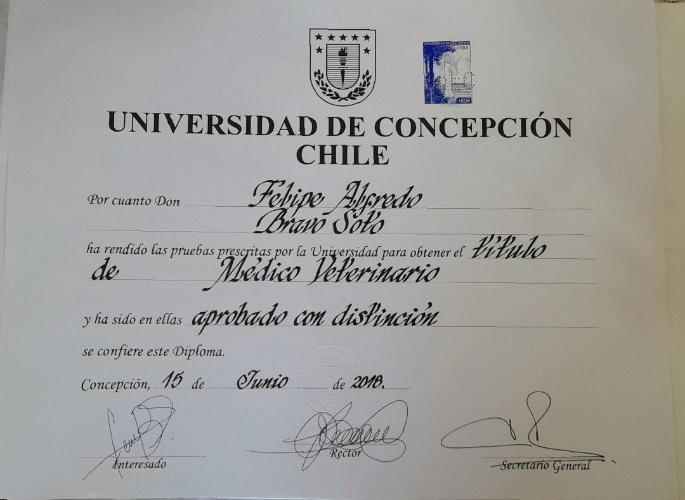 UNIVERSIDAD DE CONCEPCIÓN
CHILE
Por cuanto Don Felipe Alfredo
Bravo Soto
ha rendido las pruebas prescritas por la Universidad para obtener el título
de Médico Veterinario
y ha sido en ellas aprobado con distinción
se confiere este Diploma.
Concepción, 15 de Junio de 2018.
Interesado Rector Secretario General